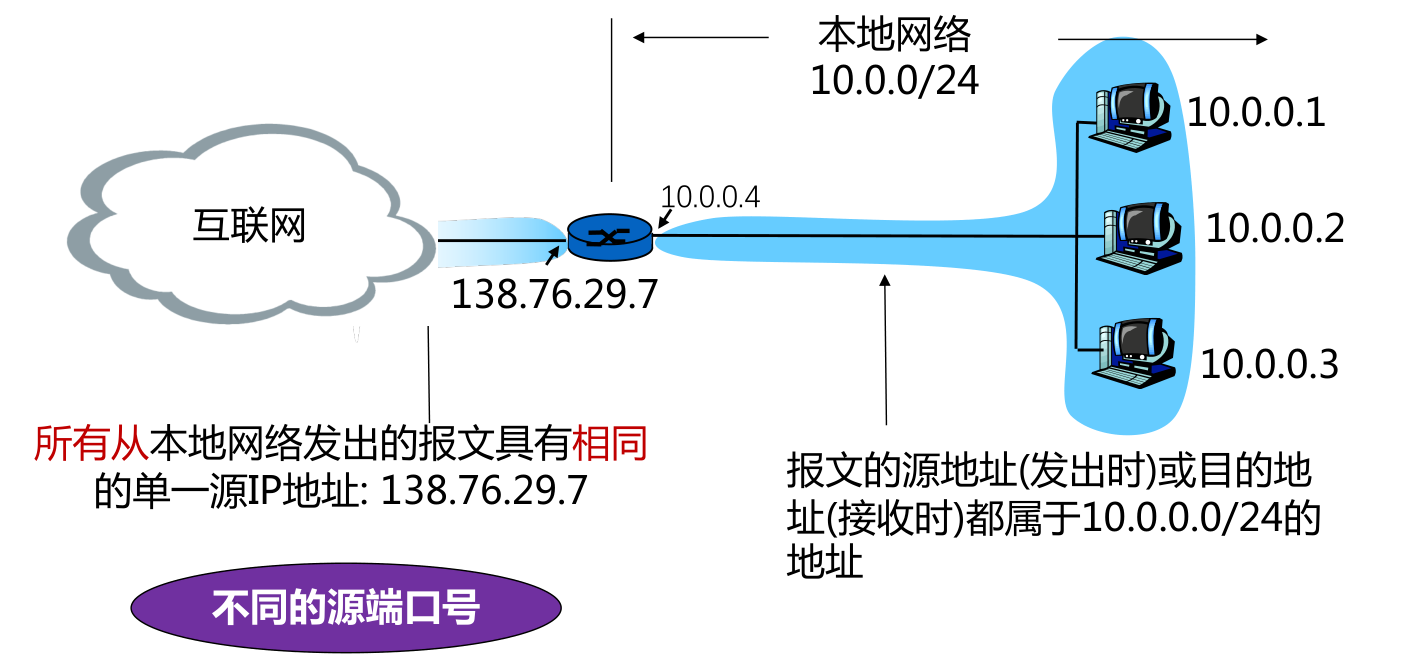 本地网络
10.0.0/24
10.0.0.1
10.0.0.4
10.0.0.2
互联网
138.76.29.7
10.0.0.3
所有从本地网络发出的报文具有相同
的单一源IP地址: 138.76.29.7
报文的源地址(发出时)或目的地
址(接收时)都属于10.0.0.0/24的
地址
不同的源端口号